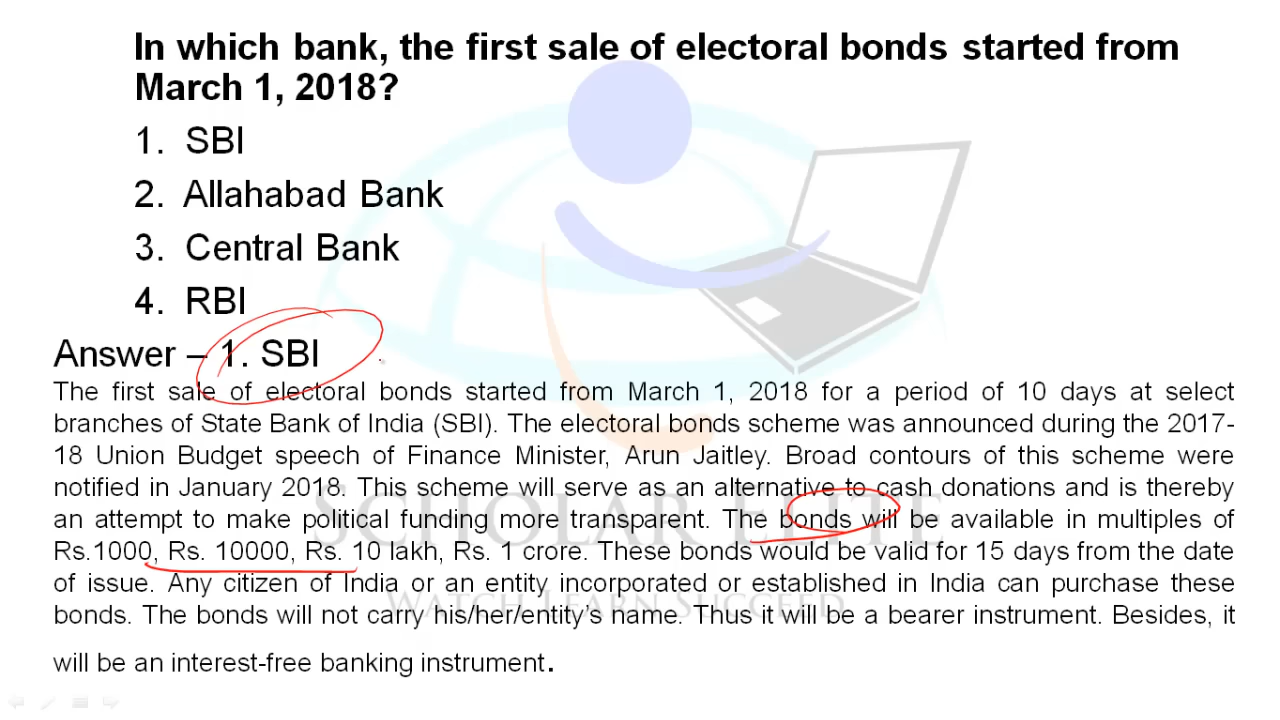 In which bank, the first sale of electoral bonds started from
March 1, 2018?
1. SBI
2. Allahabad Bank
3. Central Bank
4. RBI
Answer – 1. SBI
The first sale of electoral bonds started from March 1, 2018 for a period of 10 days at select
branches of State Bank of India (SBI). The electoral bonds scheme was announced during the 2017-
18 Union Budget speech of Finance Minister, Arun Jaitley. Broad contours of this scheme were
notified in January 2018. This scheme will serve as an alternative to cash donations and is thereby
an attempt to make political funding more transparent. The bonds will be available in multiples of
Rs.1000, Rs. 10000, Rs. 10 lakh, Rs. 1 crore. These bonds would be valid for 15 days from the date
of issue. Any citizen of India or an entity incorporated or established in India can purchase these
bonds. The bonds will not carry his/her/entity's name. Thus it will be a bearer instrument. Besides, it
will be an interest-free banking instrument.
SCHOLAR ELITE
WATCH LEARN SUCCEED